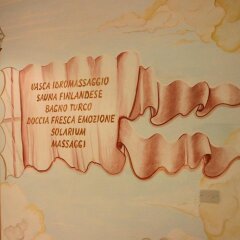 VASCA IDROMASSAGGIO
SAUNA FINLANDESE
BAGNO TURCO
DOCCIA FRESCA EMOZIONE
SOLARIUM
MASSAGGI